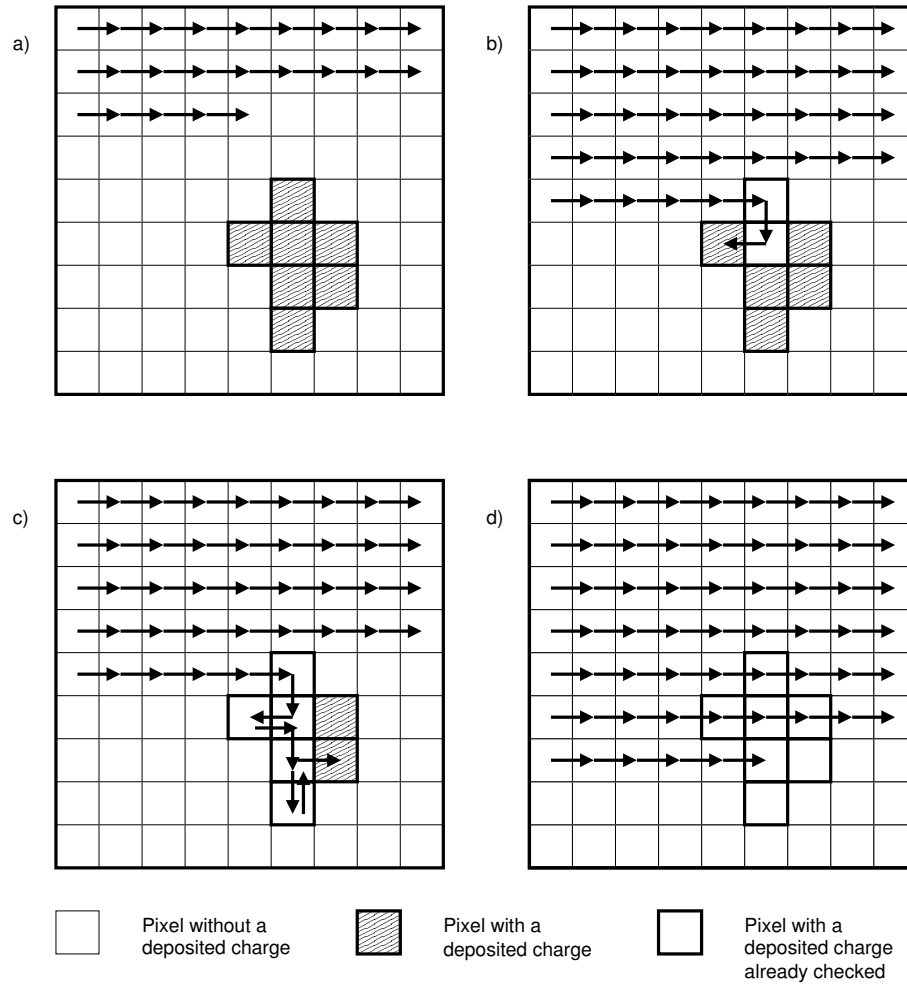 a)
b)
c)
d)
Pixel without a
deposited charge
Pixel with a
deposited charge
Pixel with a
deposited charge
already checked